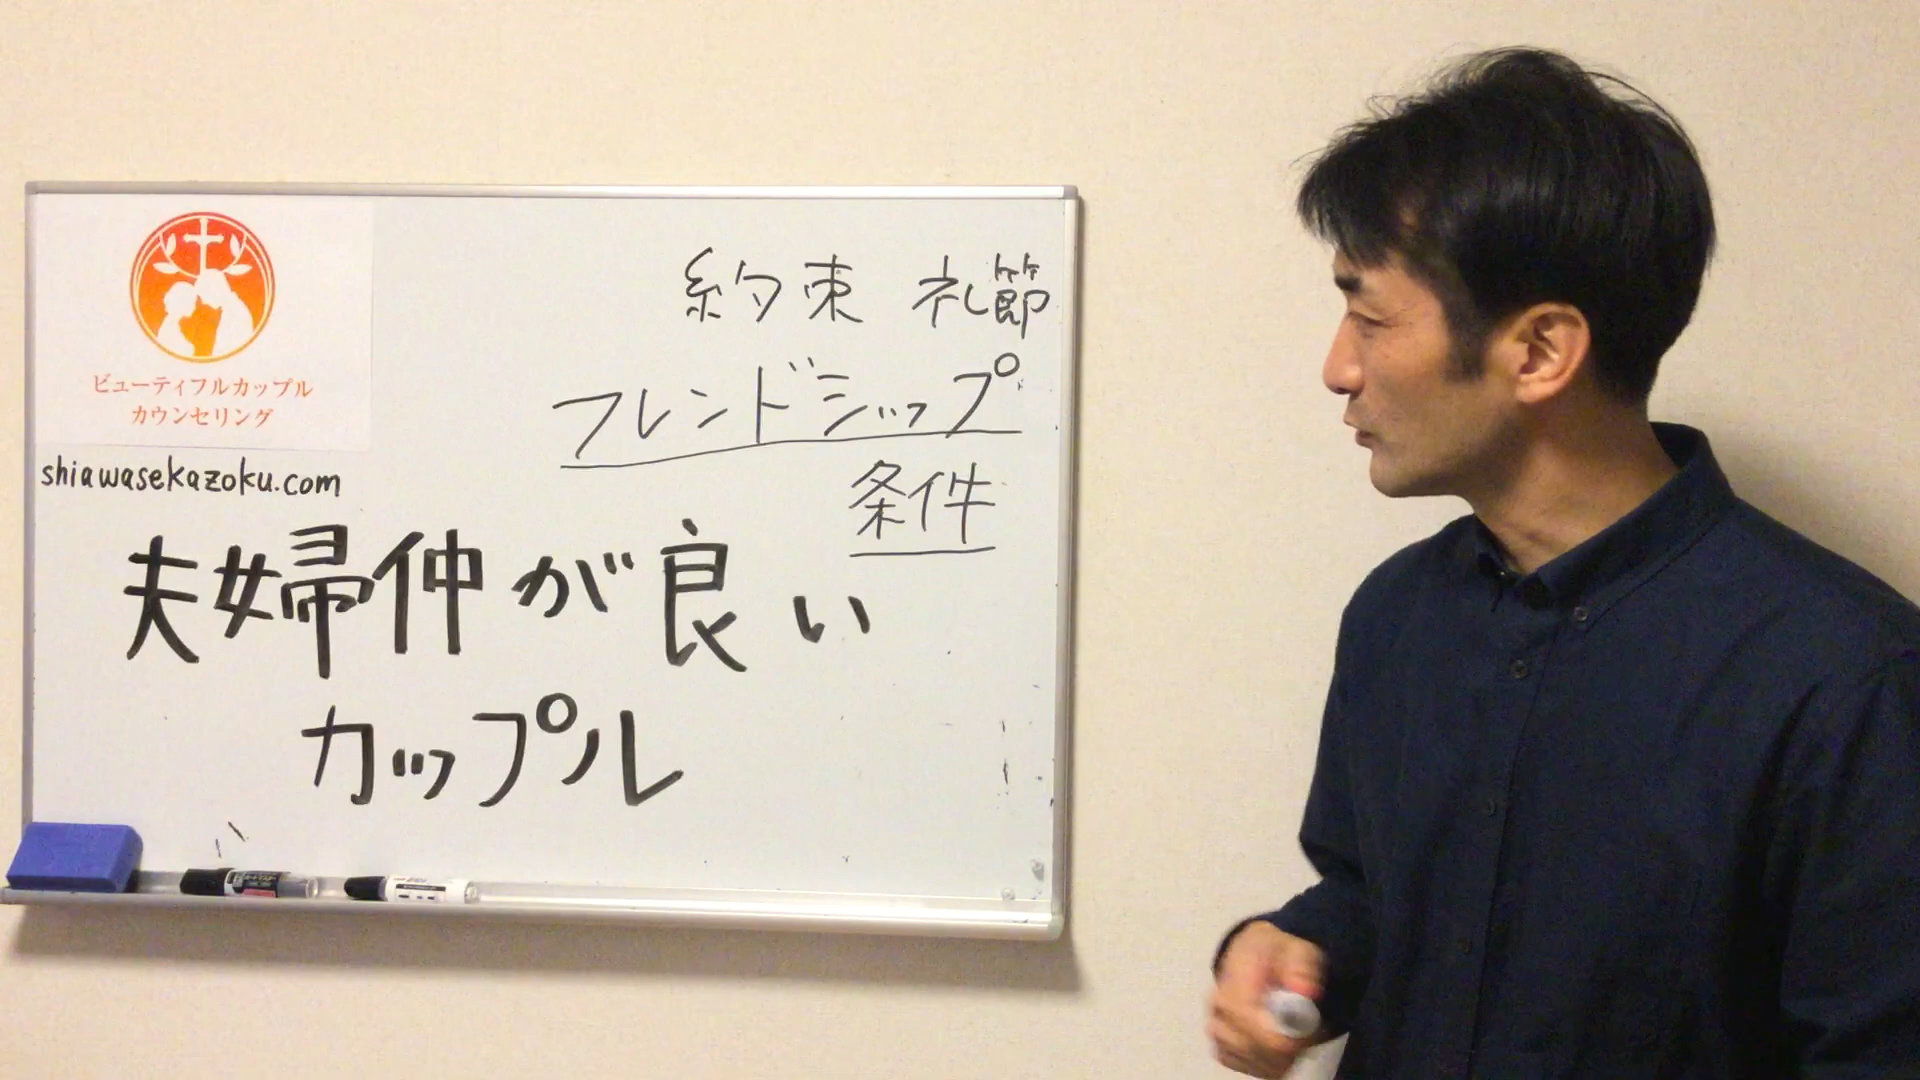 ビューティフルカップル
カウンセリング
shiawasekazoku.com
約束 礼節
フレンドシップ
条件
夫婦仲が良い
カップル